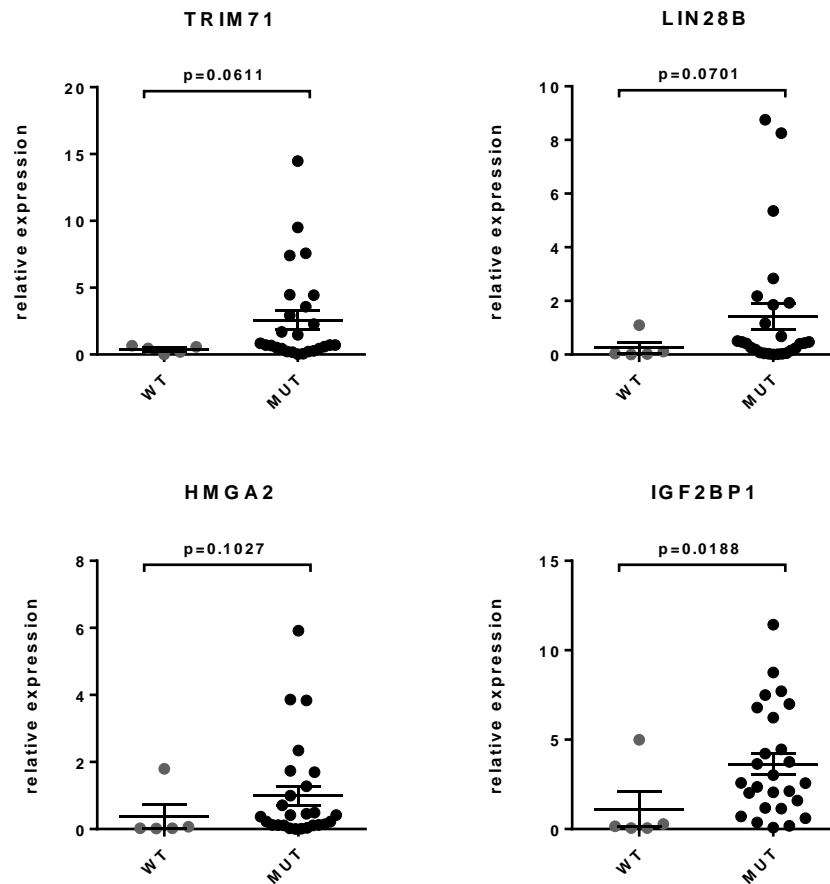 TRIM71
p=0.0611
relative expression
20
15
10
5
0
WT
MUT
LIN28B
p=0.0701
relative expression
10
8
6
4
2
0
WT
MUT
HMGA2
p=0.1027
relative expression
8
6
4
2
0
WT
MUT
IGF2BP1
p=0.0188
relative expression
15
10
5
0
WT
MUT